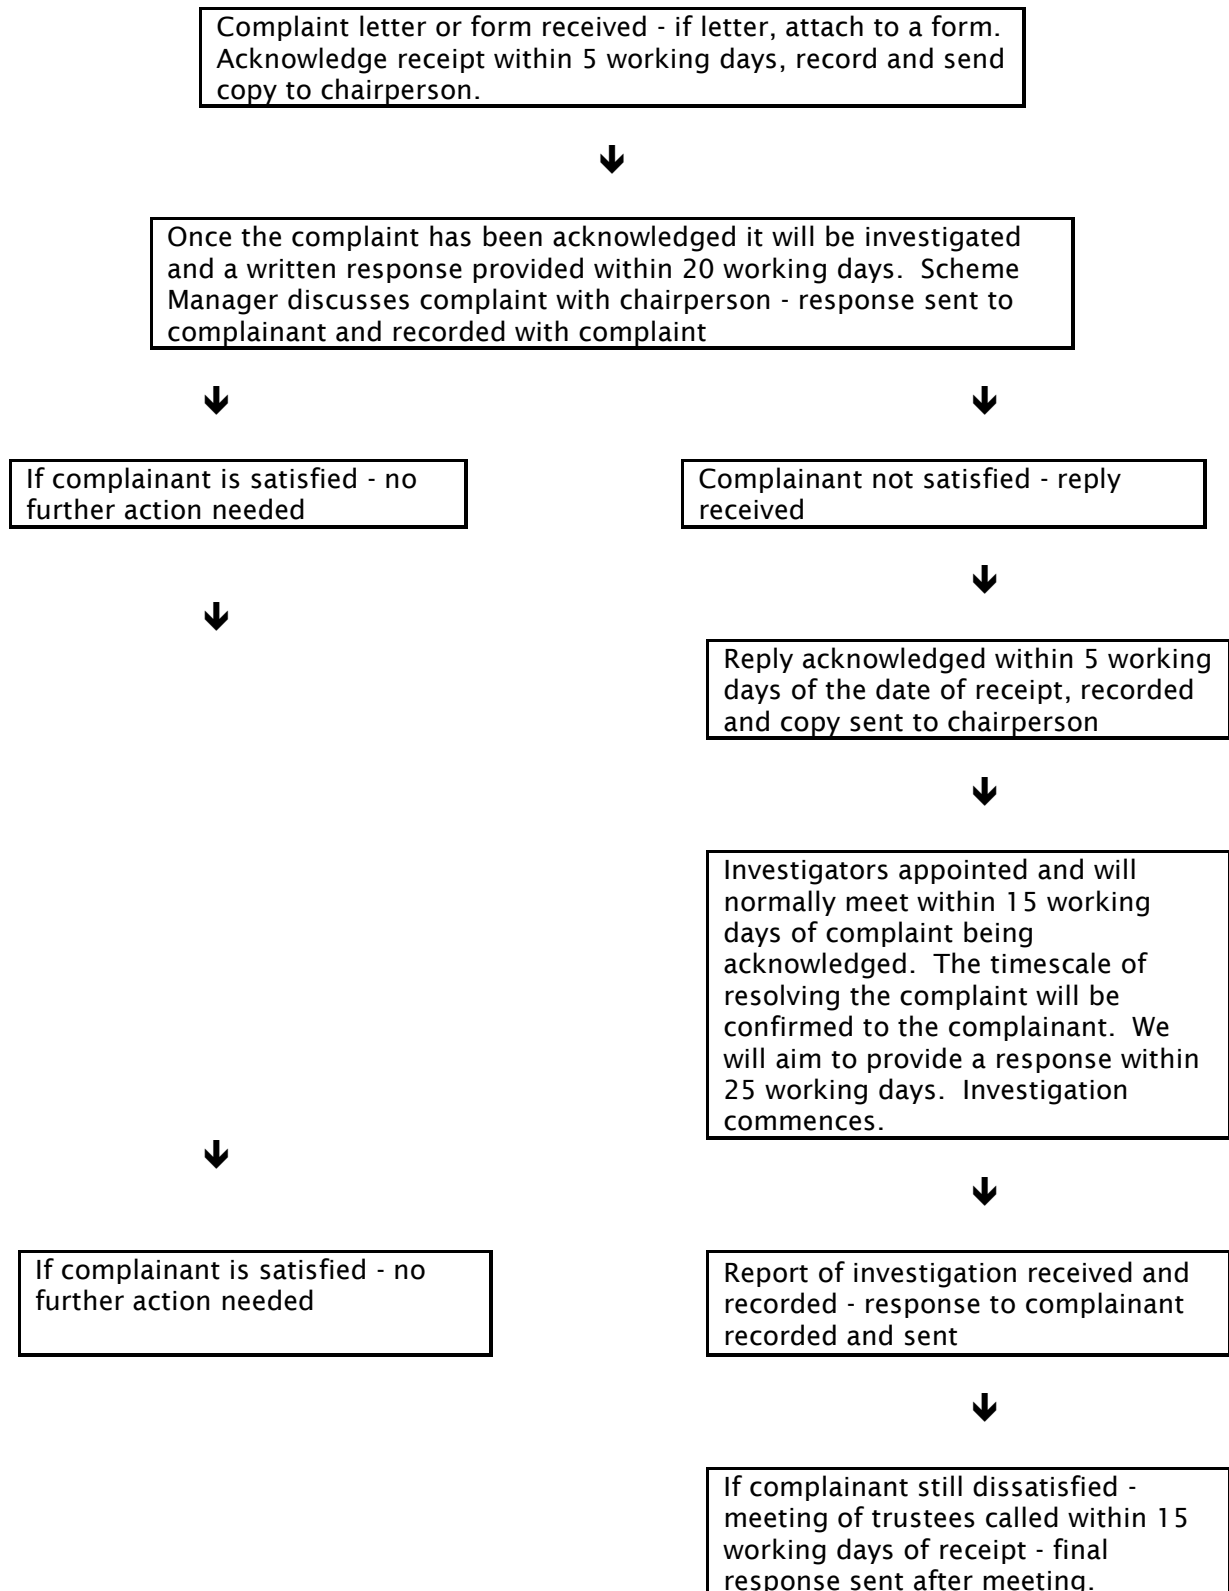 Complaint letter or form received - if letter, attach to a form.
Acknowledge receipt within 5 working days, record and send
copy to chairperson.
Once the complaint has been acknowledged it will be investigated
and a written response provided within 20 working days.  Scheme
Manager discusses complaint with chairperson - response sent to
complainant and recorded with complaint
If complainant is satisfied - no
further action needed
Complainant not satisfied - reply
received
Reply acknowledged within 5 working
days of the date of receipt, recorded
and copy sent to chairperson
Investigators appointed and will
normally meet within 15 working
days of complaint being
acknowledged.  The timescale of
resolving the complaint will be
confirmed to the complainant.  We
will aim to provide a response within
25 working days.  Investigation
commences.
If complainant is satisfied - no
further action needed
Report of investigation received and
recorded - response to complainant
recorded and sent
If complainant still dissatisfied -
meeting of trustees called within 15
working days of receipt - final
response sent after meeting.